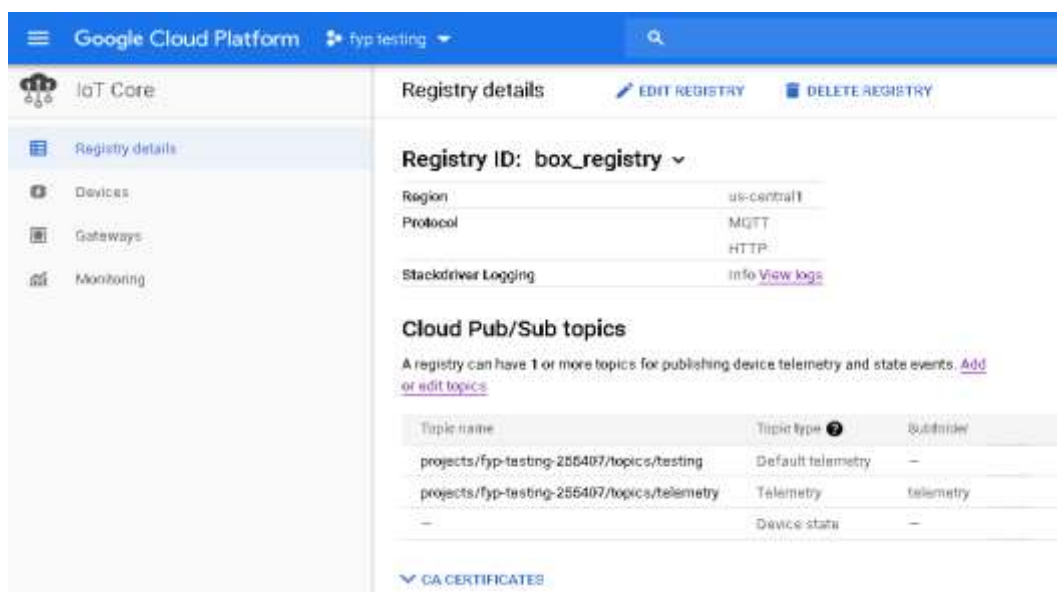 Google Cloud Platform
fyp testing
IoT Core
Registry details
EDIT REGISTRY
DELETE REGISTRY
Registry details
Devices
Gateways
Monitoring
Registry ID: box_registry
Region us-central1
Protocol MQTT
HTTP
Stackdriver Logging Info View logs
Cloud Pub/Sub topics
A registry can have 1 or more topics for publishing device telemetry and state events. Add
or edit topics
Topic name Topic type Subfolder
projects/fyp-testing-255407/topics/testing Default telemetry –
projects/fyp-testing-255407/topics/telemetry Telemetry telemetry
– Device state –
CA CERTIFICATES